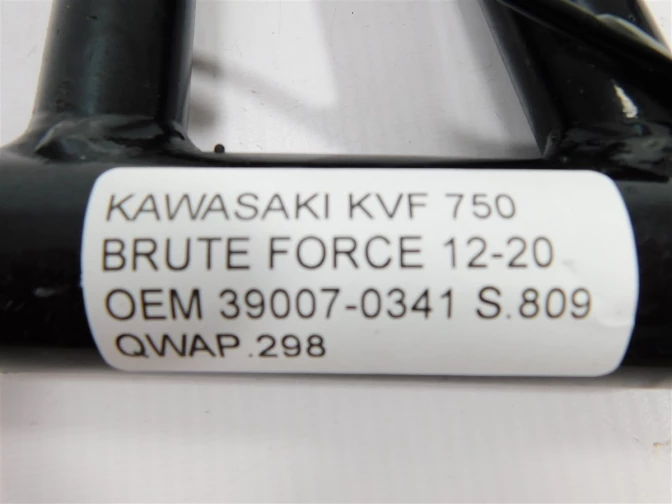 KAWASAKI KVF 750
BRUTE FORCE 12-20
OEM 39007-0341 S.809
QWAP.298